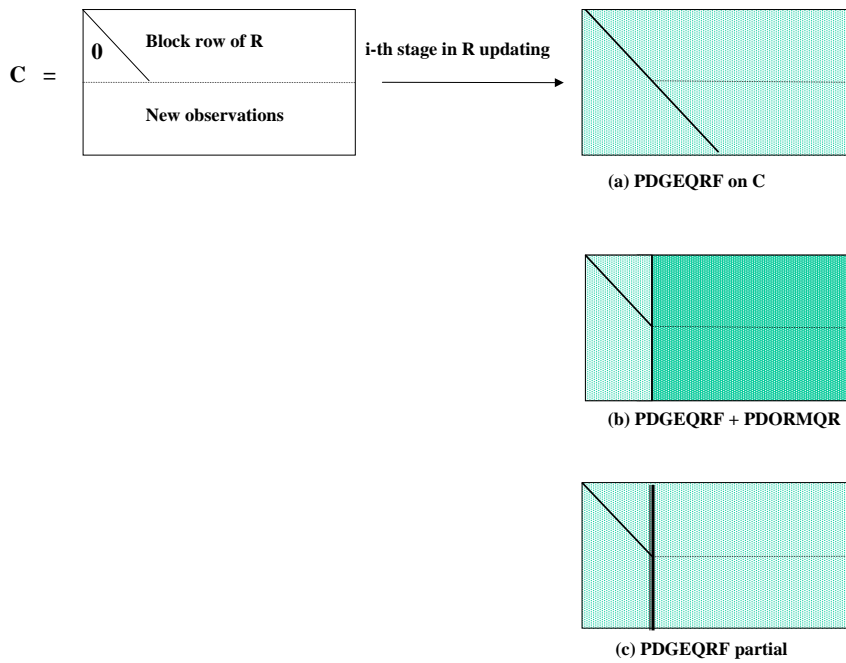 Block row of R
0
C =
i-th stage in R updating
New observations
(a) PDGEQRF on C
(b) PDGEQRF + PDORMQR
(c) PDGEQRF partial